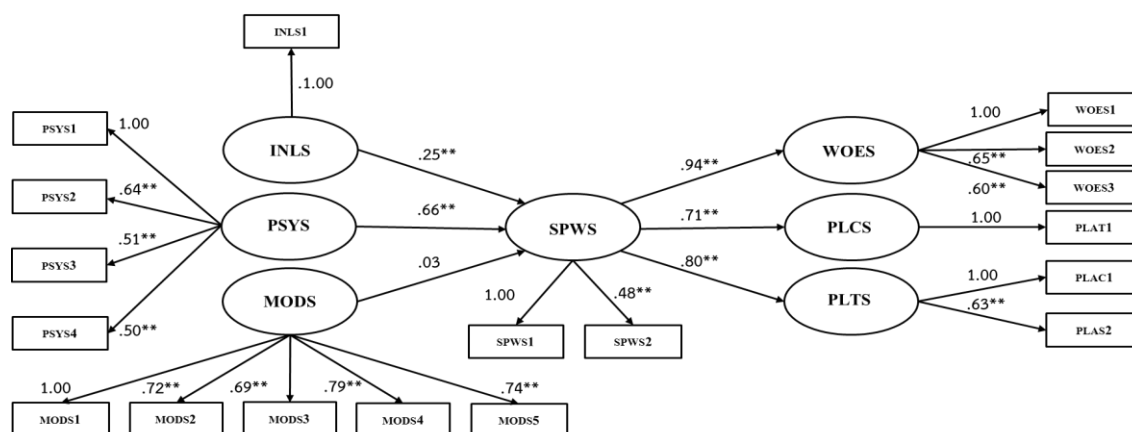 INLS1
.1.00
PSYS1
1.00
WOES1
1.00
INLS
WOES
WOES2
.25**
.94**
.65**
PSYS2
.64**
WOES3
.60**
PSYS
.66**
SPWS
.71**
PLCS
1.00
PLAT1
PSYS3
.51**
.03
.80**
PLAC1
1.00
MODS
PLTS
.63**
PSYS4
.50**
1.00
.48**
PLAS2
SPWS1
SPWS2
1.00
.72**
.69**
.79**
.74**
MODS1
MODS2
MODS3
MODS4
MODS5